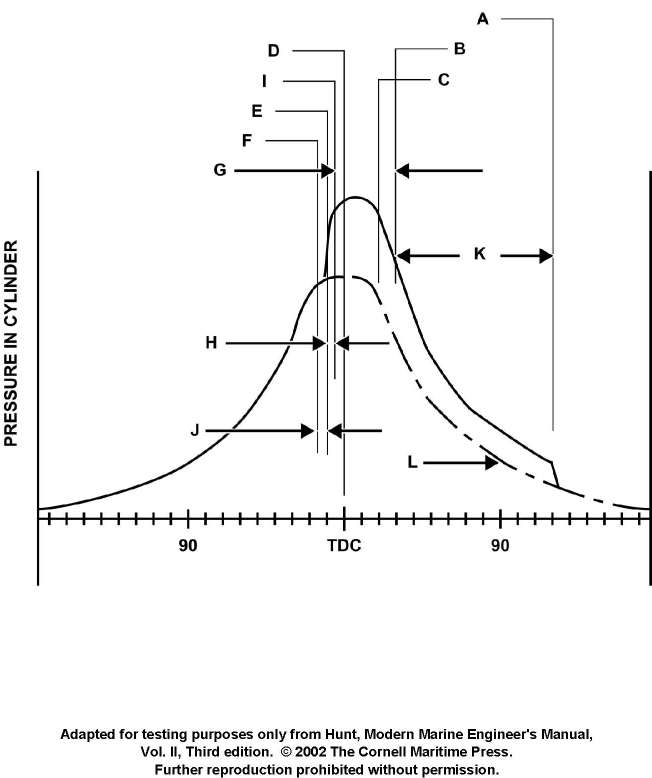 A
D
B
I
C
E
F
G
K
H
J
L
PRESSURE IN CYLINDER
90 TDC 90
Adapted for testing purposes only from Hunt, Modern Marine Engineer's Manual,
Vol. II, Third edition. © 2002 The Cornell Maritime Press.
Further reproduction prohibited without permission.